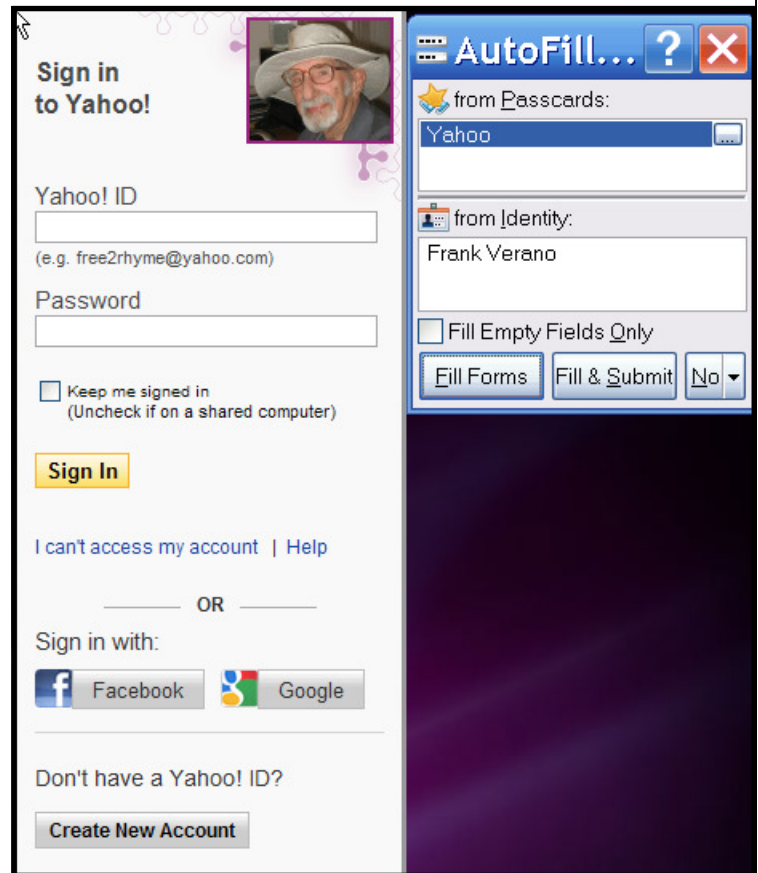 Sign in
to Yahoo!
Yahoo! ID
(e.g. free2rhyme@yahoo.com)
Password
Keep me signed in
(Uncheck if on a shared computer)
Sign In
I can't access my account | Help
OR
Sign in with:
f Facebook
g Google
Don't have a Yahoo! ID?
Create New Account
AutoFill... ?
from Passcards:
Yahoo ...
from Identity:
Frank Verano
Fill Empty Fields Only
Fill Forms Fill & Submit No